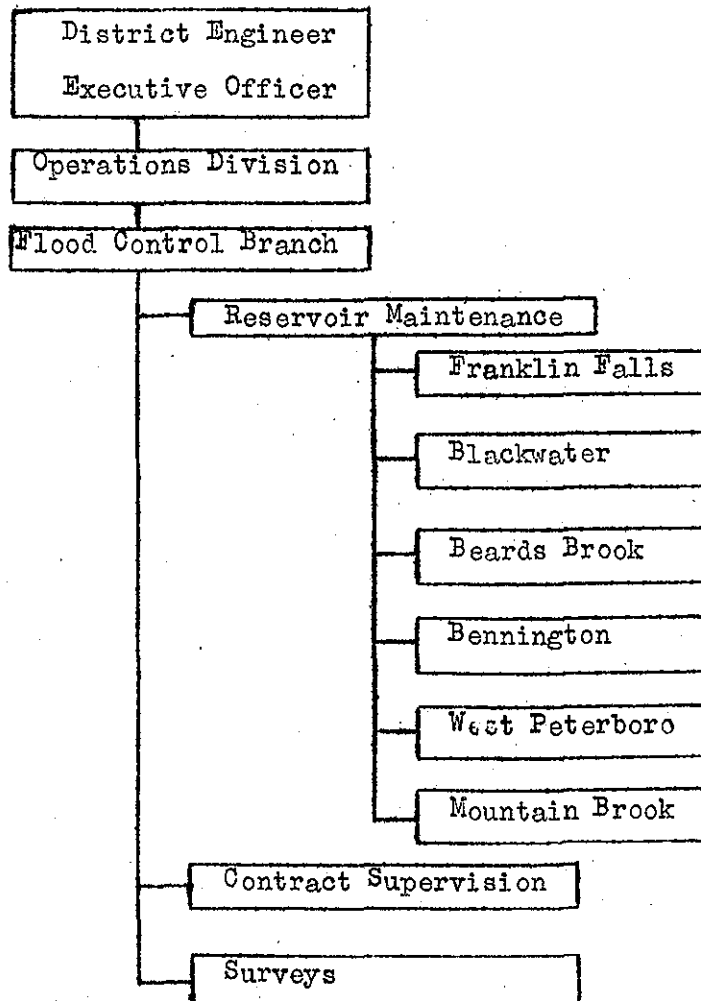 District Engineer
Executive Officer
Operations Division
Flood Control Branch
Reservoir Maintenance
Franklin Falls
Blackwater
Beards Brook
Bennington
West Peterboro
Mountain Brook
Contract Supervision
Surveys